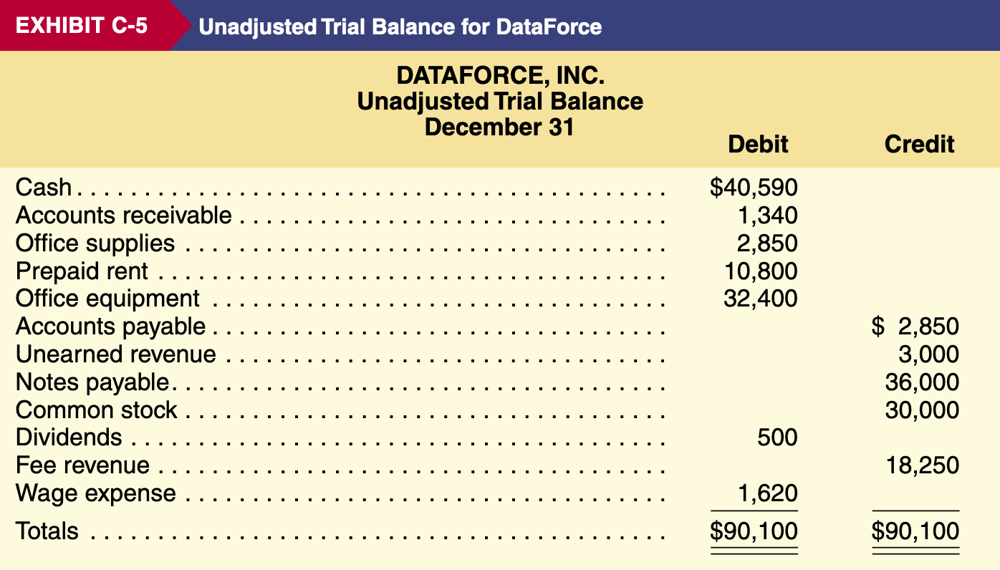 EXHIBIT C-5 Unadjusted Trial Balance for DataForce
DATAFORCE, INC.
Unadjusted Trial Balance
December 31
Debit Credit
Cash . . . . . . . . . . . . . . . . . . . . $40,590
Accounts receivable . . . . . . . . . . . . . . . . . . . . 1,340
Office supplies . . . . . . . . . . . . . . . . . . . . 2,850
Prepaid rent . . . . . . . . . . . . . . . . . . . . 10,800
Office equipment . . . . . . . . . . . . . . . . . . . . 32,400
Accounts payable . . . . . . . . . . . . . . . . . . . . $ 2,850
Unearned revenue . . . . . . . . . . . . . . . . . . . . 3,000
Notes payable . . . . . . . . . . . . . . . . . . . . 36,000
Common stock . . . . . . . . . . . . . . . . . . . . 30,000
Dividends . . . . . . . . . . . . . . . . . . . . 500
Fee revenue . . . . . . . . . . . . . . . . . . . . 18,250
Wage expense . . . . . . . . . . . . . . . . . . . . 1,620
Totals . . . . . . . . . . . . . . . . . . . . $90,100 $90,100